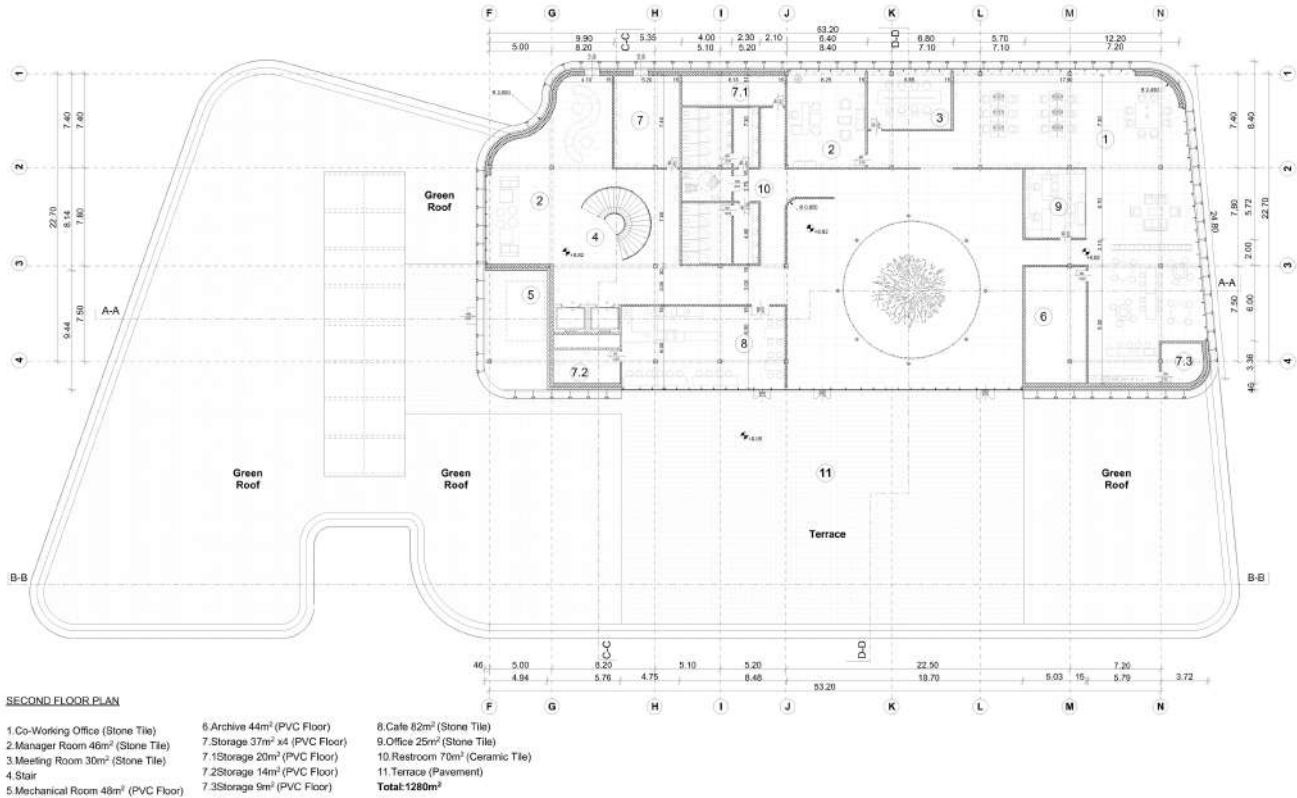 F G H I J K L M N
53.20
9.90 5.35 4.00 2.30 2.10 6.40 6.80 5.70 12.20
5.00 8.20 5.10 5.20 8.40 7.10 7.10 7.20
C-C D-D
1 1
7.40 7.40 7.40 8.40
7 7.1 2 3 1
2 2
22.70 8.14 7.80 7.80 5.72 22.70
24.80
Green
Roof
2 4 10 9
2.00
3 3
A-A A-A
9.44 7.50 7.50 6.00
5 8 6
4 4
7.2 7.3
3.36
46
Green
Roof
Green
Roof
11
Terrace
Green
Roof
B-B B-B
C-C D-D
46 5.00 8.20 5.10 5.20 22.50 7.20
4.94 5.76 4.75 8.48 18.70 5.03 15 5.79 3.72
53.20
F G H I J K L M N
SECOND FLOOR PLAN
1.Co-Working Office (Stone Tile)
2.Manager Room 46m² (Stone Tile)
3.Meeting Room 30m² (Stone Tile)
4.Stair
5.Mechanical Room 48m² (PVC Floor)
6.Archive 44m² (PVC Floor)
7.Storage 37m² x4 (PVC Floor)
7.1Storage 20m² (PVC Floor)
7.2Storage 14m² (PVC Floor)
7.3Storage 9m² (PVC Floor)
8.Cafe 82m² (Stone Tile)
9.Office 25m² (Stone Tile)
10.Restroom 70m² (Ceramic Tile)
11.Terrace (Pavement)
Total:1280m²